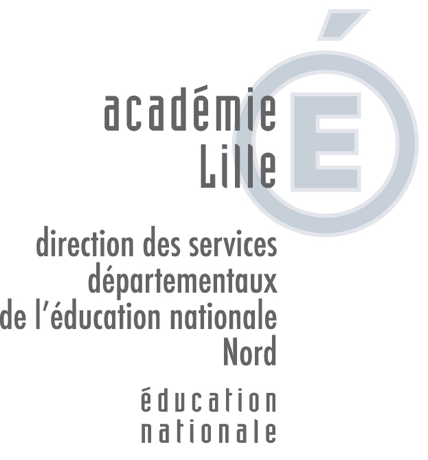 académie
Lille
É
direction des services
départementaux
de l'éducation nationale
Nord
éducation
nationale